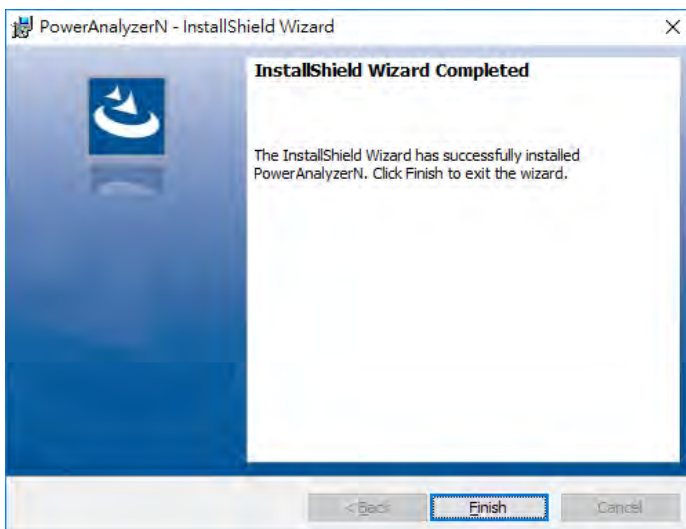 PowerAnalyzerN - InstallShield Wizard
InstallShield Wizard Completed
The InstallShield Wizard has successfully installed
PowerAnalyzerN. Click Finish to exit the wizard.
< Back
Finish
Cancel